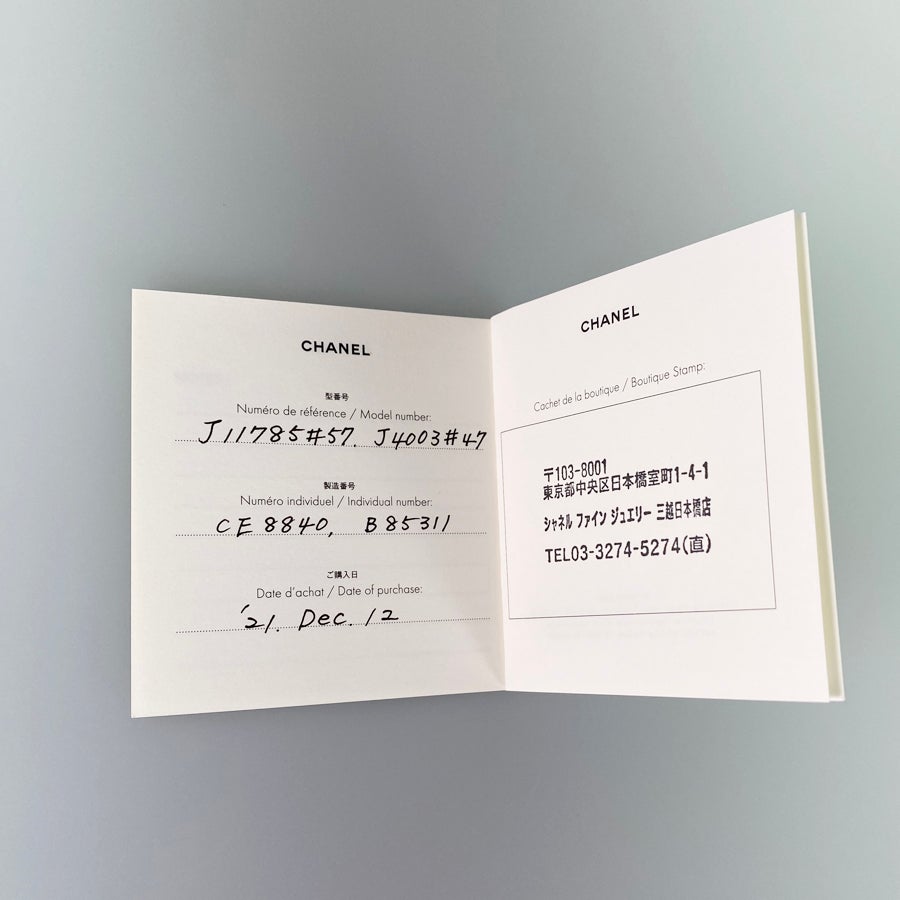 CHANEL
型番号
Numéro de référence / Model number:
J11785#57. J4003#47
製造番号
Numéro individuel / Individual number:
CE8840, B85311
ご購入日
Date d'achat / Date of purchase:
'21. Dec. 12
CHANEL
Cachet de la boutique / Boutique Stamp:
〒103-8001
東京都中央区日本橋室町1-4-1
シャネル ファイン ジュエリー 三越日本橋店
TEL03-3274-5274(直)